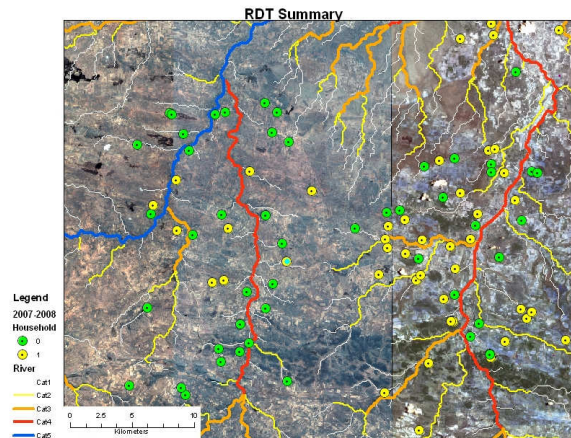 RDT Summary
Legend
2007-2008
Household
0
1
River
Cat1
Cat2
Cat3
Cat4
Cat5
0 2.5 5 10
Kilometers